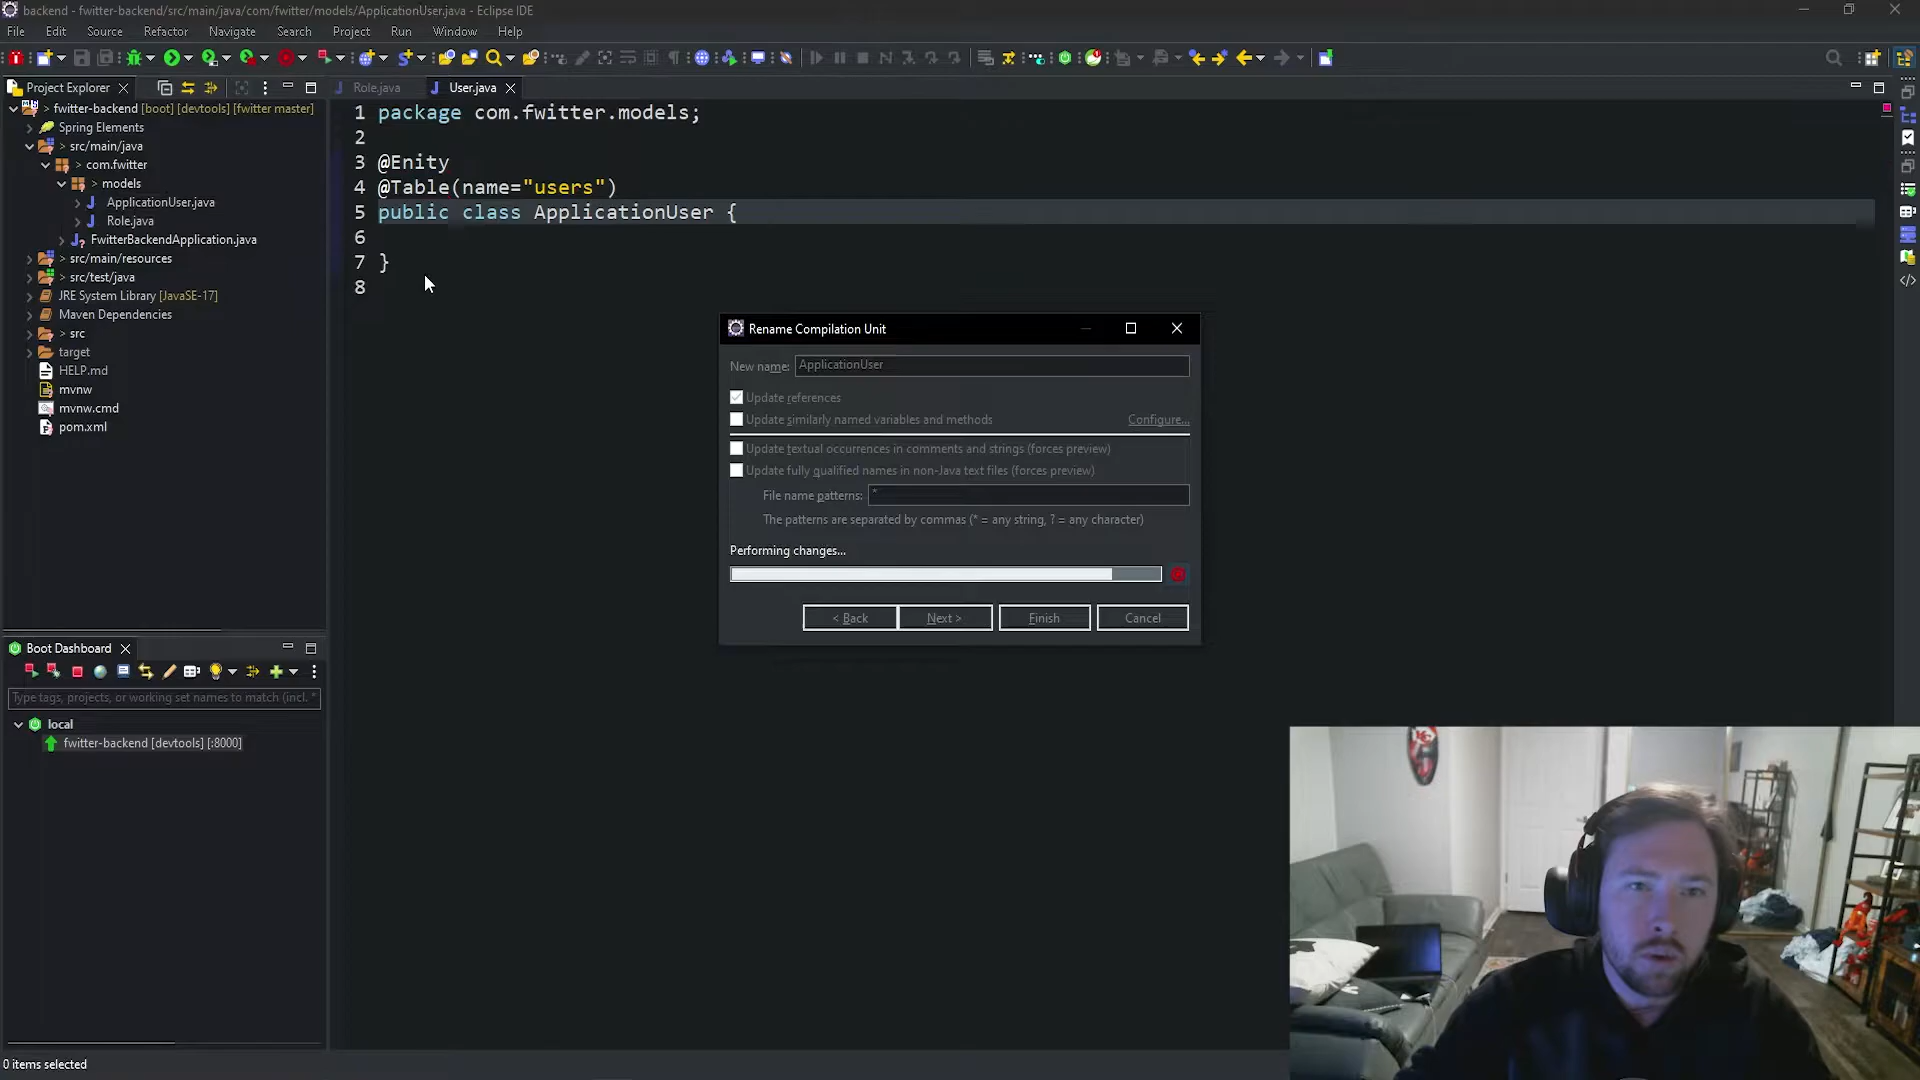 backend - fwitter-backend/src/main/java/com/fwitter/models/ApplicationUser.java - Eclipse IDE
File Edit Source Refactor Navigate Search Project Run Window Help
Project Explorer
Role.java
User.java
fwitter-backend [boot] [devtools] [fwitter master]
Spring Elements
src/main/java
com.fwitter
models
ApplicationUser.java
Role.java
FwitterBackendApplication.java
src/main/resources
src/test/java
JRE System Library [JavaSE-17]
Maven Dependencies
src
target
HELP.md
mvnw
mvnw.cmd
pom.xml
1 package com.fwitter.models;
2
3 @Enity
4 @Table(name="users")
5 public class ApplicationUser {
6
7 }
8
Rename Compilation Unit
New name: ApplicationUser
Update references
Update similarly named variables and methods Configure...
Update textual occurrences in comments and strings (forces preview)
Update fully qualified names in non-Java text files (forces preview)
File name patterns: *
The patterns are separated by commas (* = any string, ? = any character)
Performing changes...
< Back Next > Finish Cancel
Boot Dashboard
Type tags, projects, or working set names to match (incl. *
local
fwitter-backend [devtools] [:8000]
0 items selected